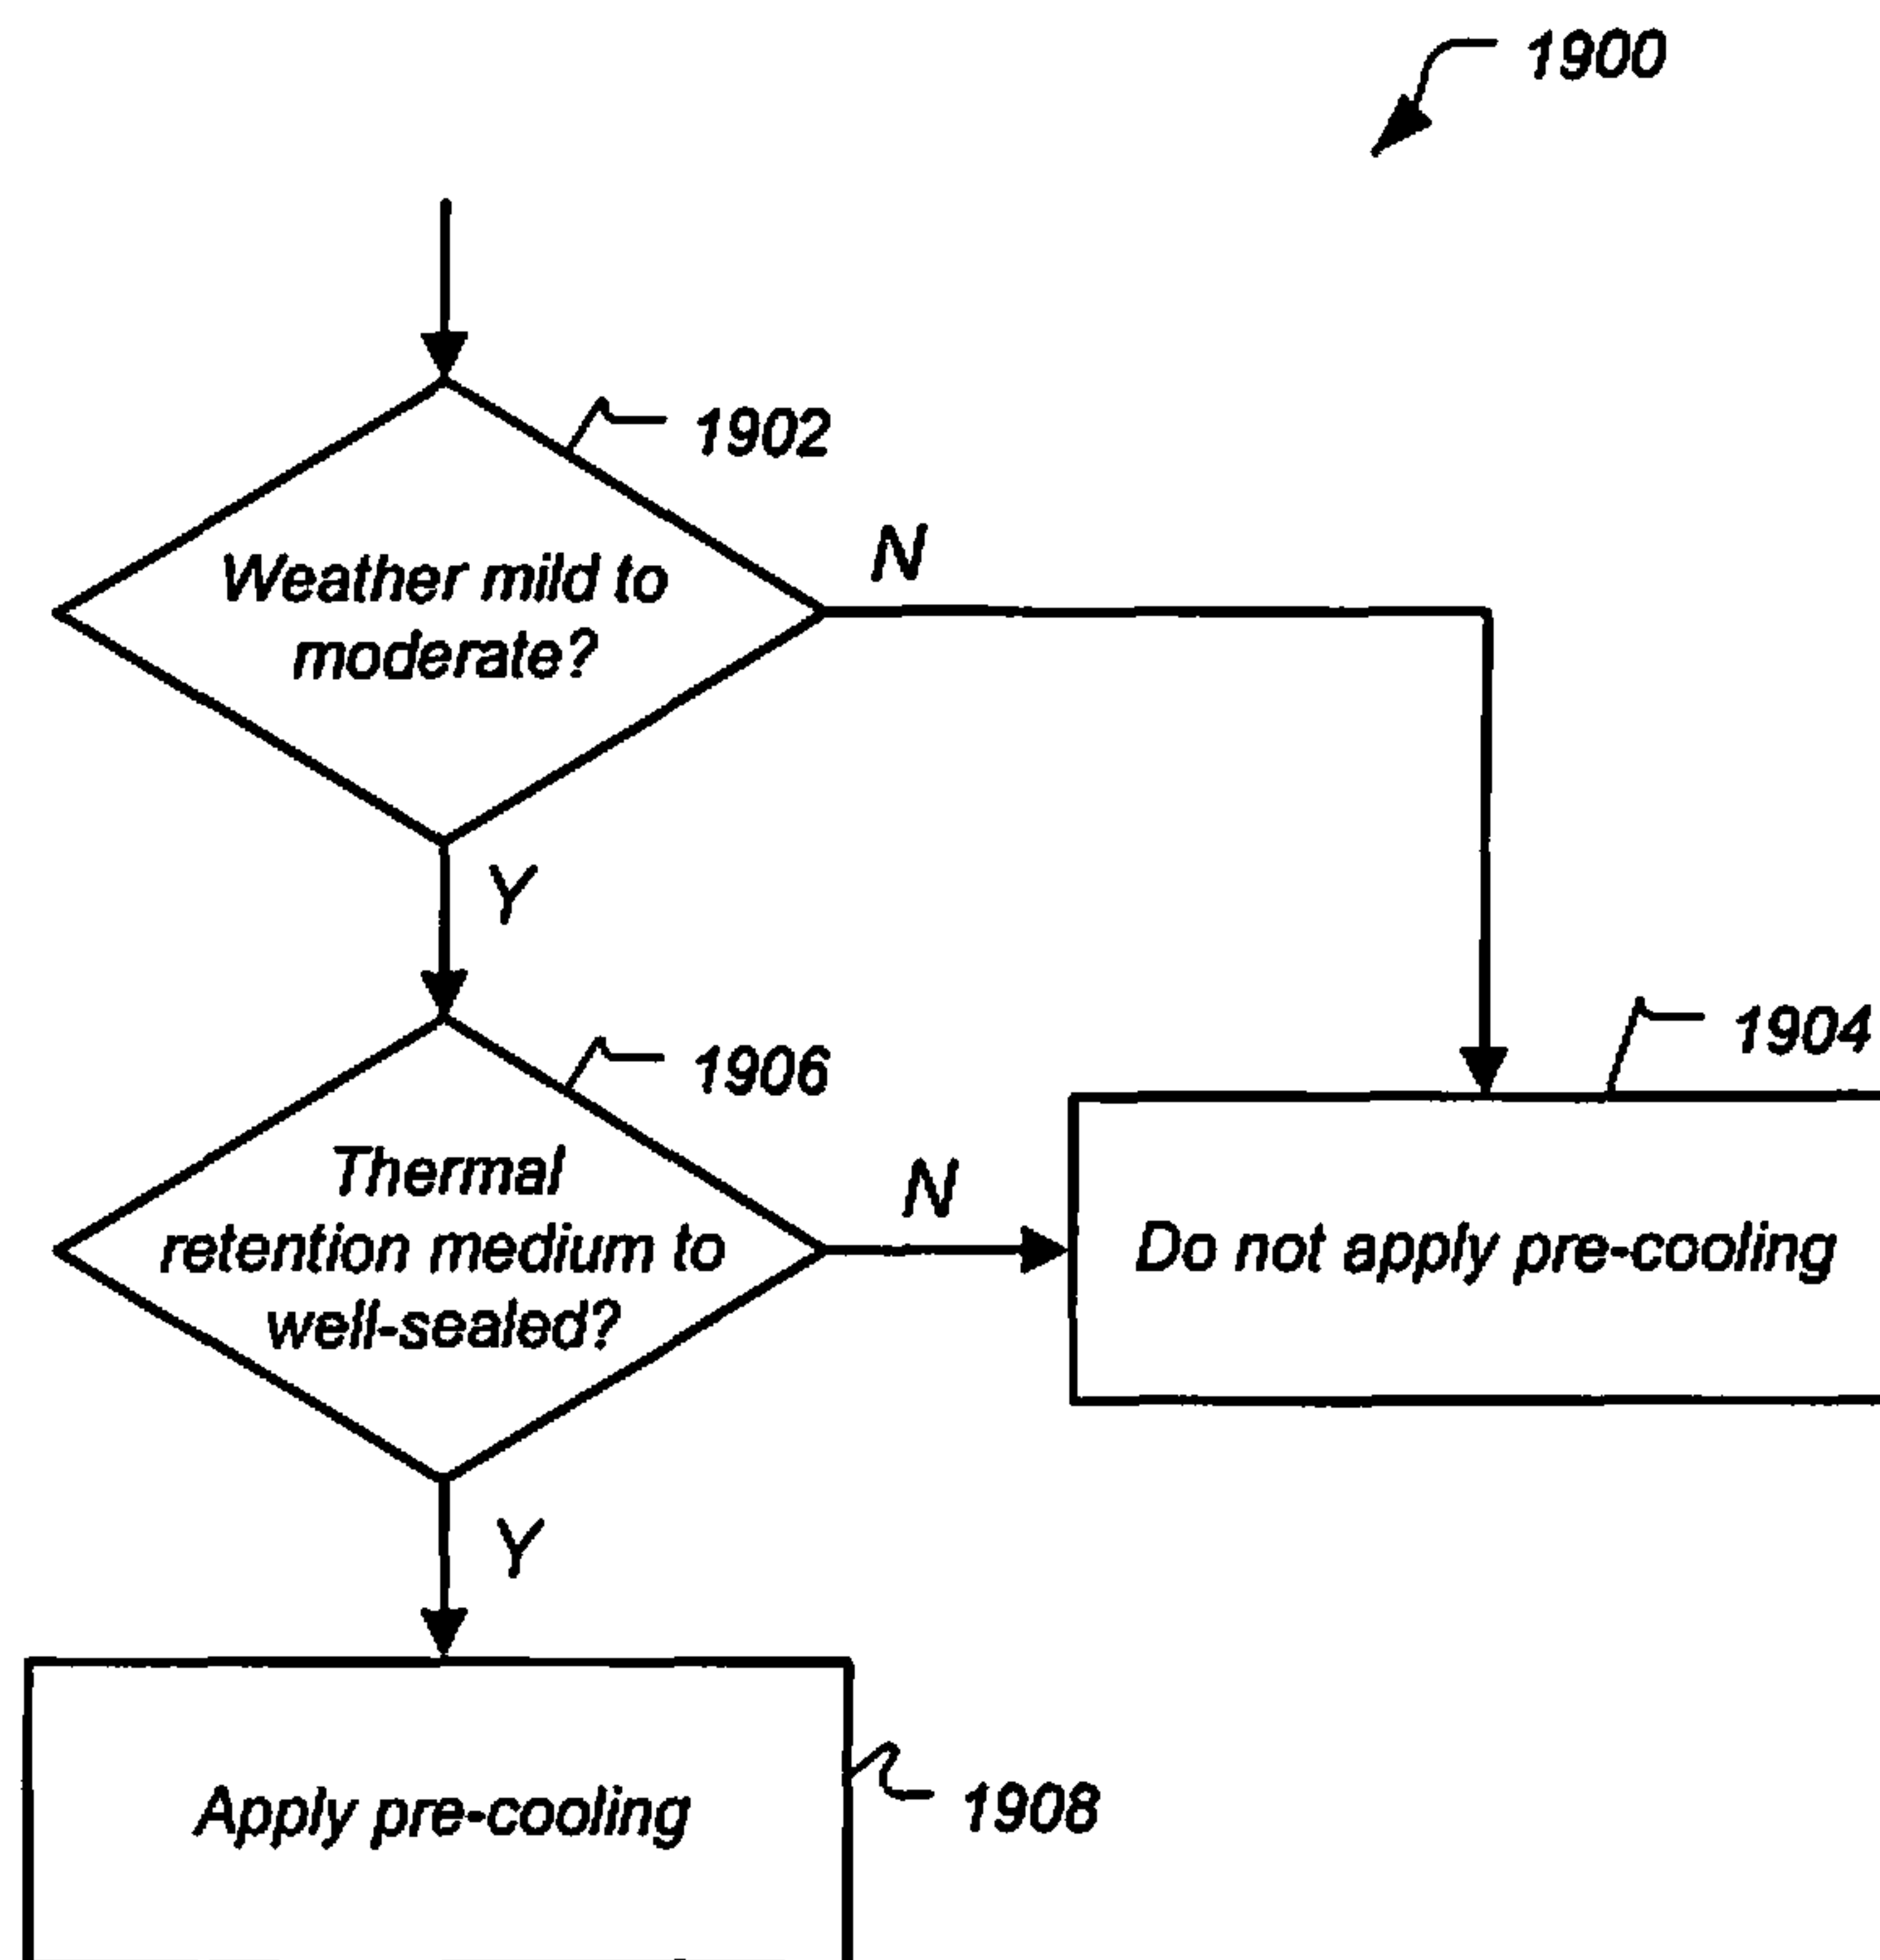 1900
1902
Weather mild to
moderate?
N
Y
1906
1904
Thermal
retention medium to
well-sealed?
N
Do not apply pre-cooling
Y
Apply pre-cooling
1908